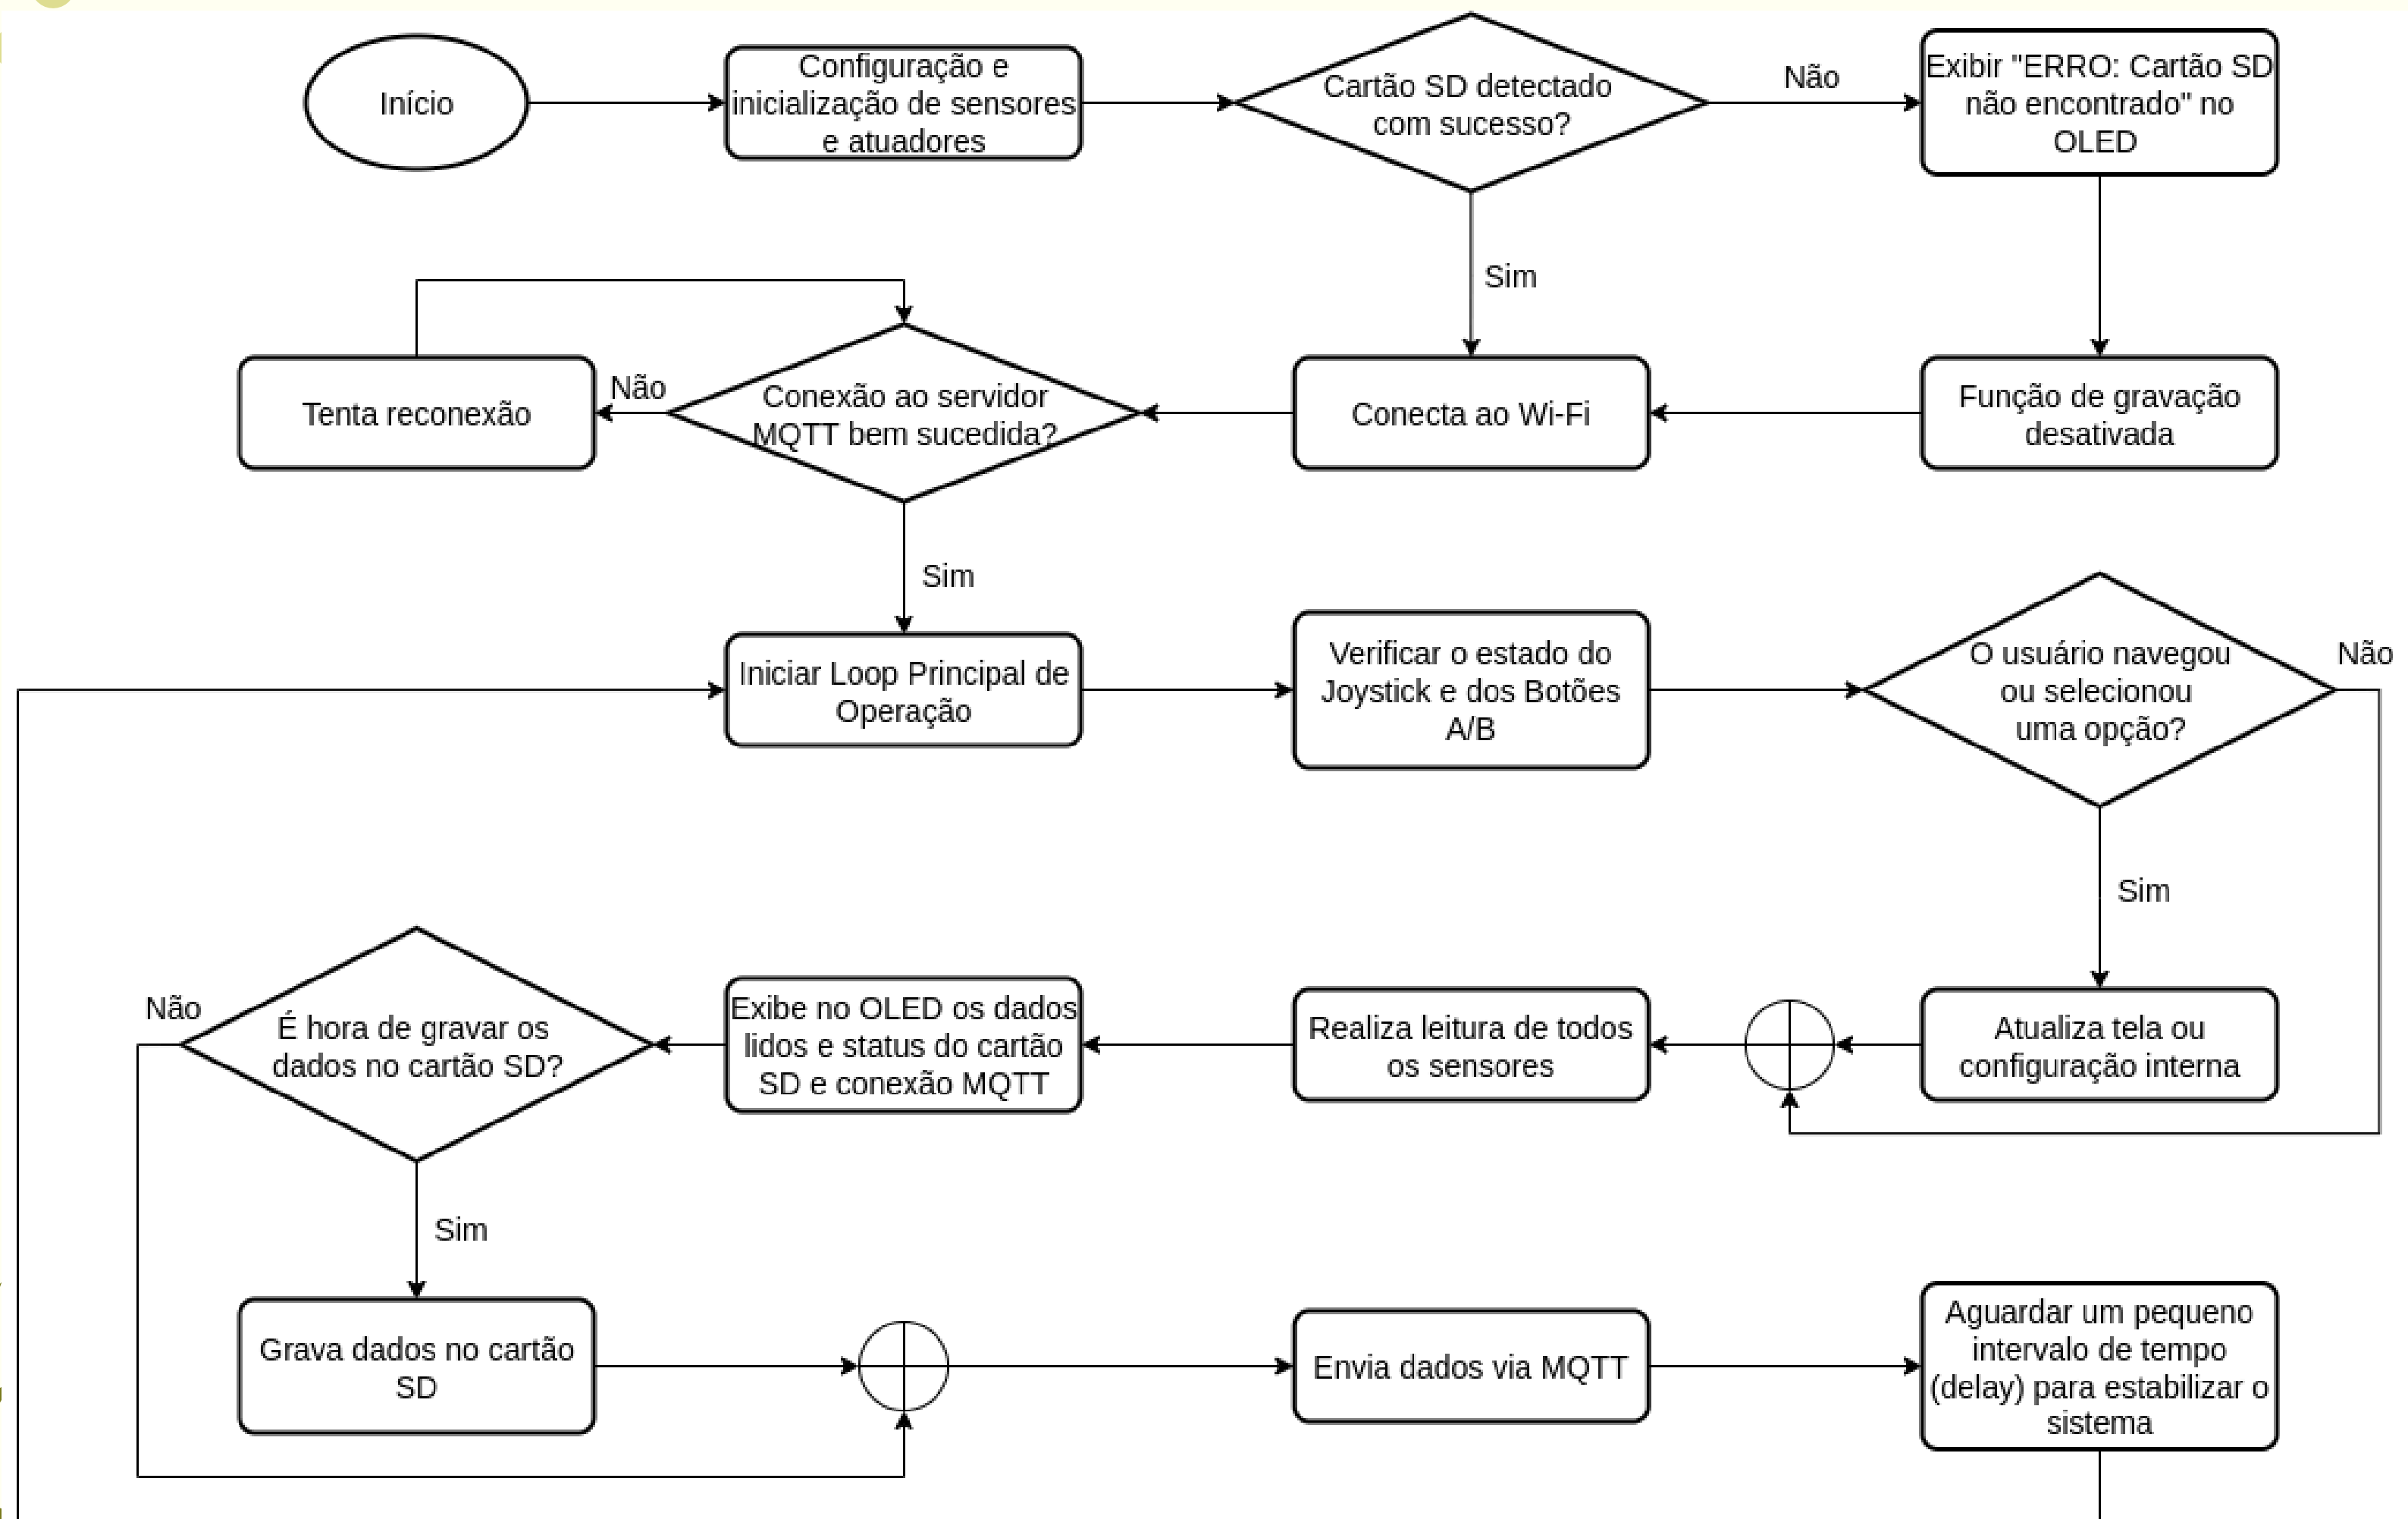 Início
Configuração e
inicialização de sensores
e atuadores
Cartão SD detectado
com sucesso?
Não
Exibir "ERRO: Cartão SD
não encontrado" no
OLED
Sim
Tenta reconexão
Não
Conexão ao servidor
MQTT bem sucedida?
Conecta ao Wi-Fi
Função de gravação
desativada
Sim
Iniciar Loop Principal de
Operação
Verificar o estado do
Joystick e dos Botões
A/B
O usuário navegou
ou selecionou
uma opção?
Não
Sim
Não
É hora de gravar os
dados no cartão SD?
Exibe no OLED os dados
lidos e status do cartão
SD e conexão MQTT
Realiza leitura de todos
os sensores
Atualiza tela ou
configuração interna
Sim
Grava dados no cartão
SD
Envia dados via MQTT
Aguardar um pequeno
intervalo de tempo
(delay) para estabilizar o
sistema